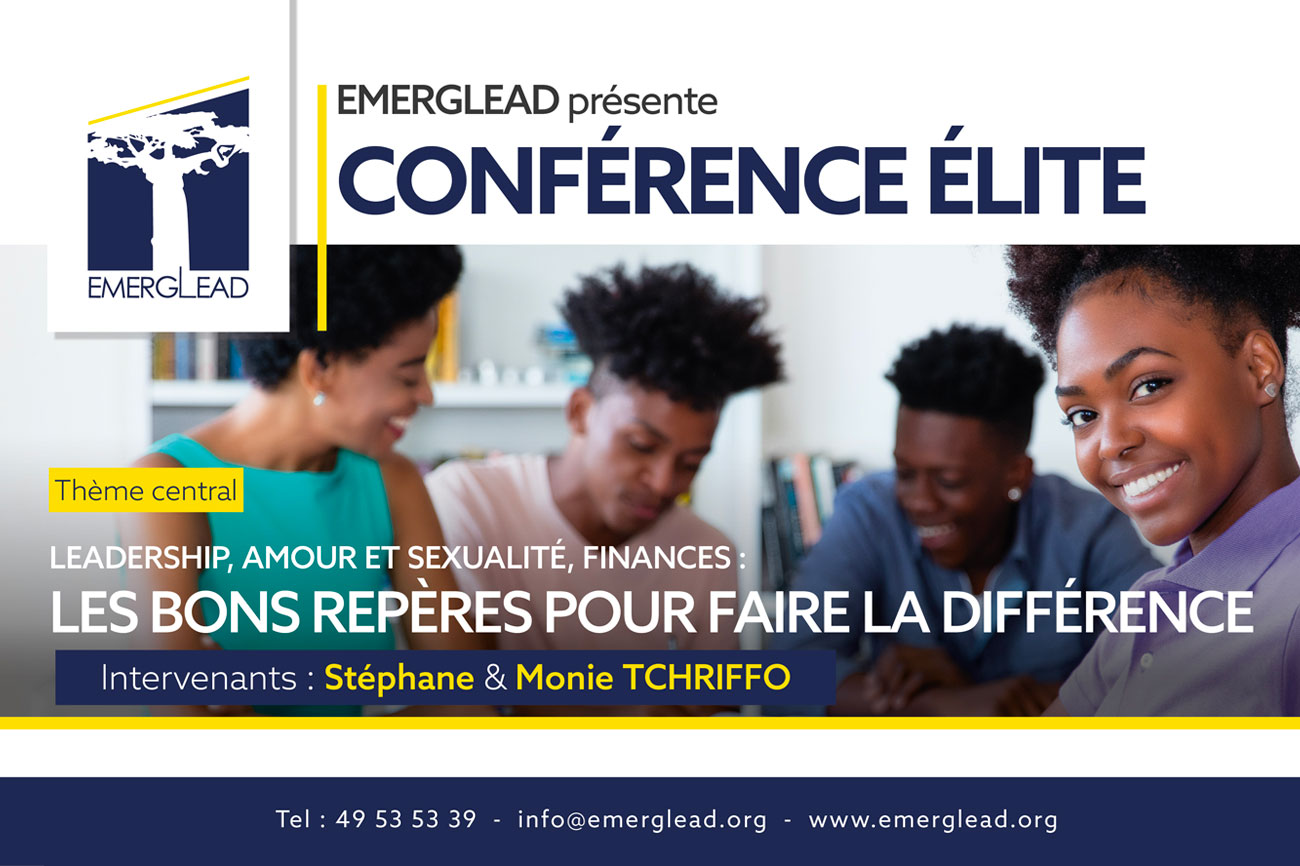 EMERGLEAD
EMERGLEAD présente
CONFÉRENCE ÉLITE
Thème central
LEADERSHIP, AMOUR ET SEXUALITÉ, FINANCES :
LES BONS REPÈRES POUR FAIRE LA DIFFÉRENCE
Intervenants : Stéphane & Monie TCHRIFFO
Tel : 49 53 53 39 - info@emerglead.org - www.emerglead.org